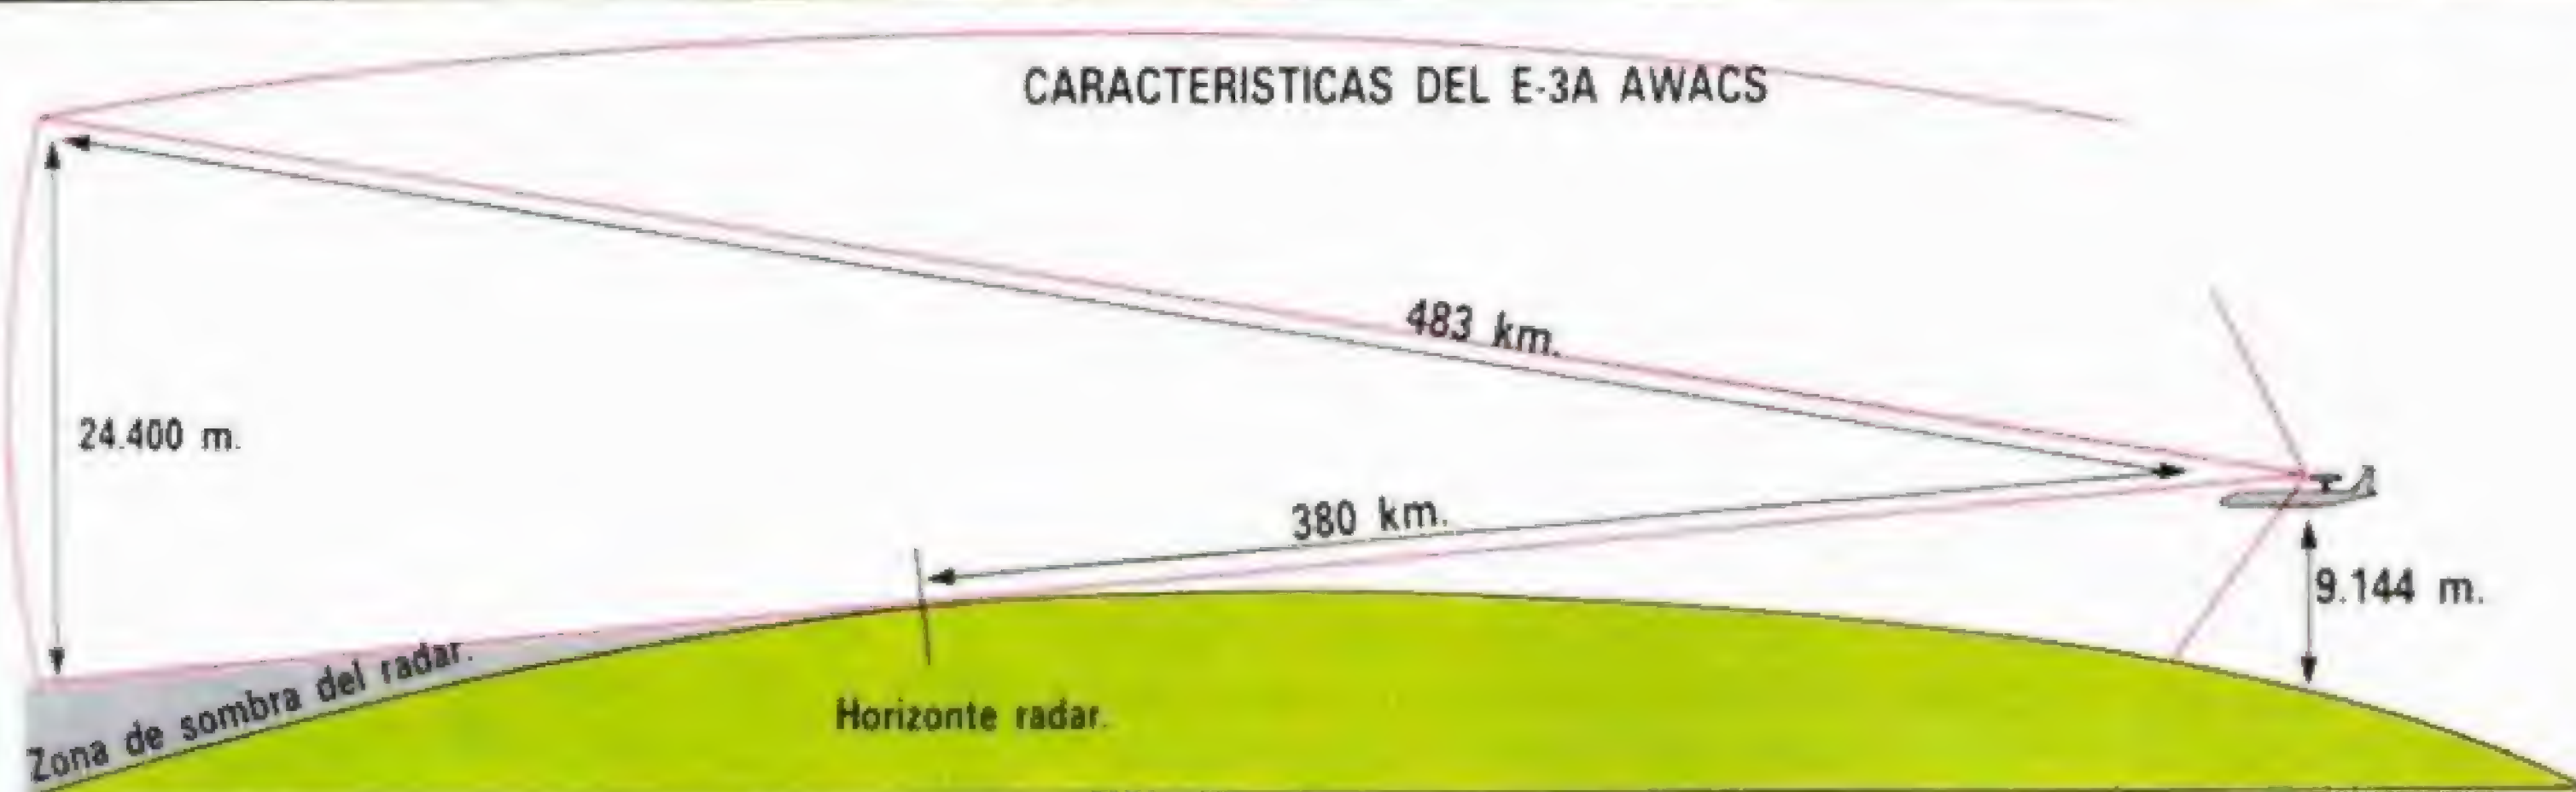 CARACTERISTICAS DEL E-3A AWACS
483 km.
24.400 m.
380 km.
9.144 m.
Zona de sombra del radar.
Horizonte radar.